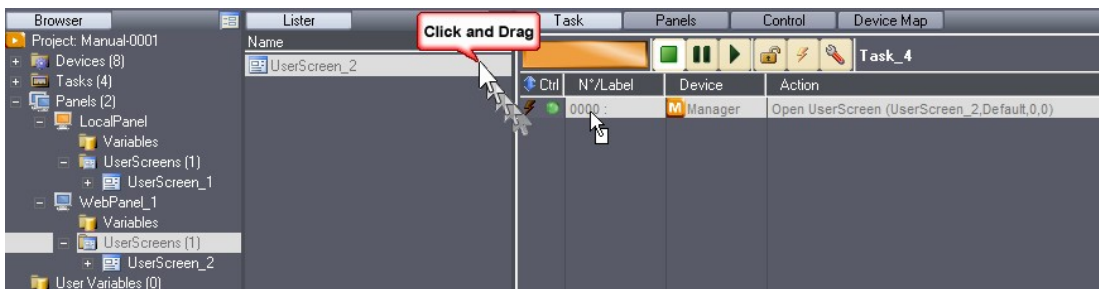 Browser
Lister
Task
Panels
Control
Device Map
Click and Drag
Project: Manual-0001
Devices (8)
Tasks (4)
Panels (2)
LocalPanel
Variables
UserScreens (1)
UserScreen_1
WebPanel_1
Variables
UserScreens (1)
UserScreen_2
User Variables (0)
Name
UserScreen_2
Task_4
Ctrl N°/Label Device Action
0000 : M Manager Open UserScreen (UserScreen_2,Default,0,0)